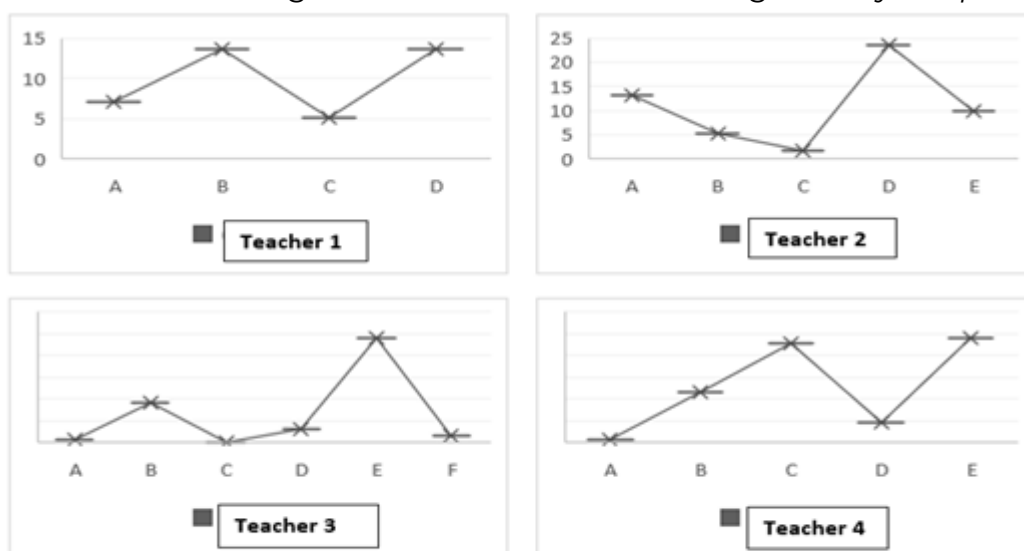 15
10
5
0
A B C D
Teacher 1
25
20
15
10
5
0
A B C D E
Teacher 2
A B C D E F
Teacher 3
A B C D E
Teacher 4